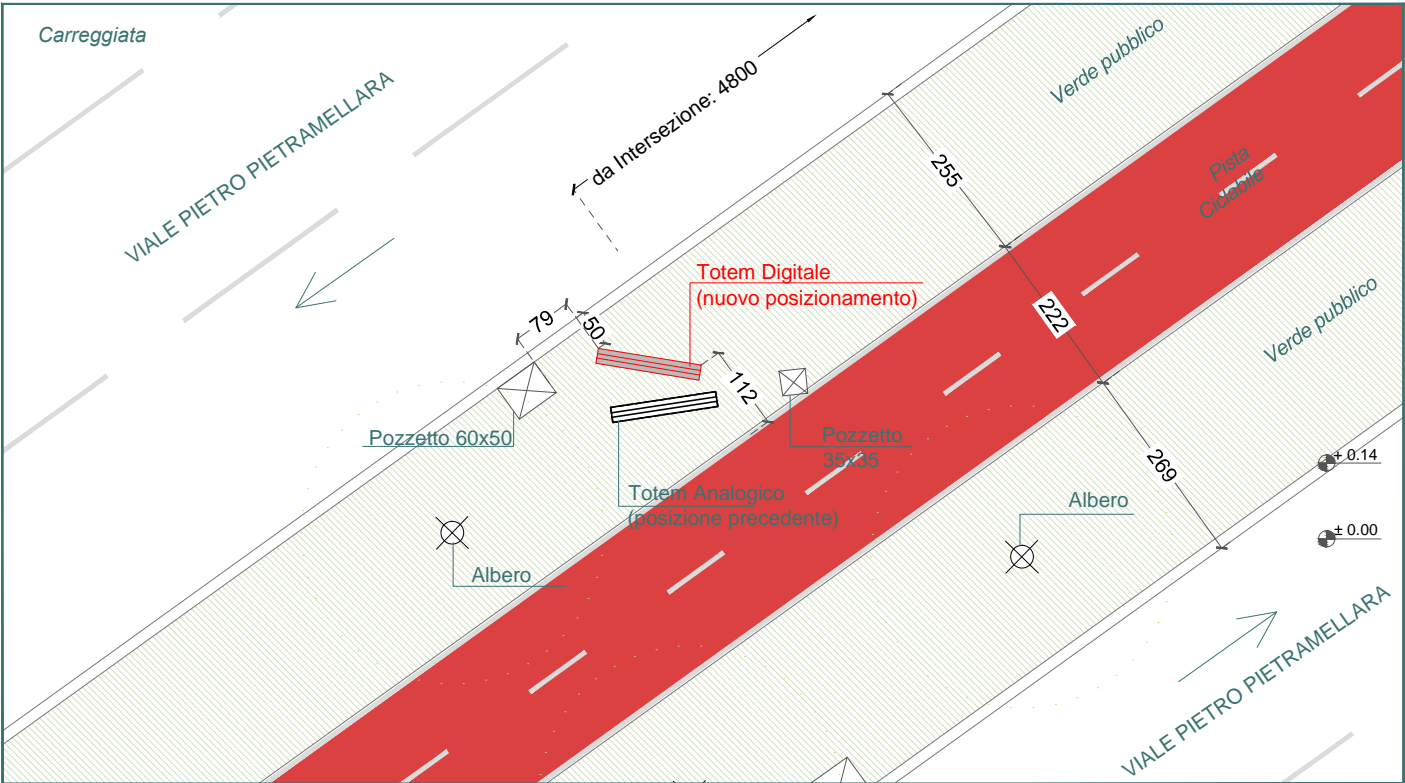 Carreggiata
VIALE PIETRO PIETRAMELLARA
da Intersezione: 4800
Verde pubblico
255
Pista
Ciclabile
Totem Digitale
(nuovo posizionamento)
79
50
222
Verde pubblico
112
Pozzetto 60x50
Pozzetto
35x35
269
+ 0.14
Totem Analogico
(posizione precedente)
Albero
± 0.00
Albero
VIALE PIETRO PIETRAMELLARA